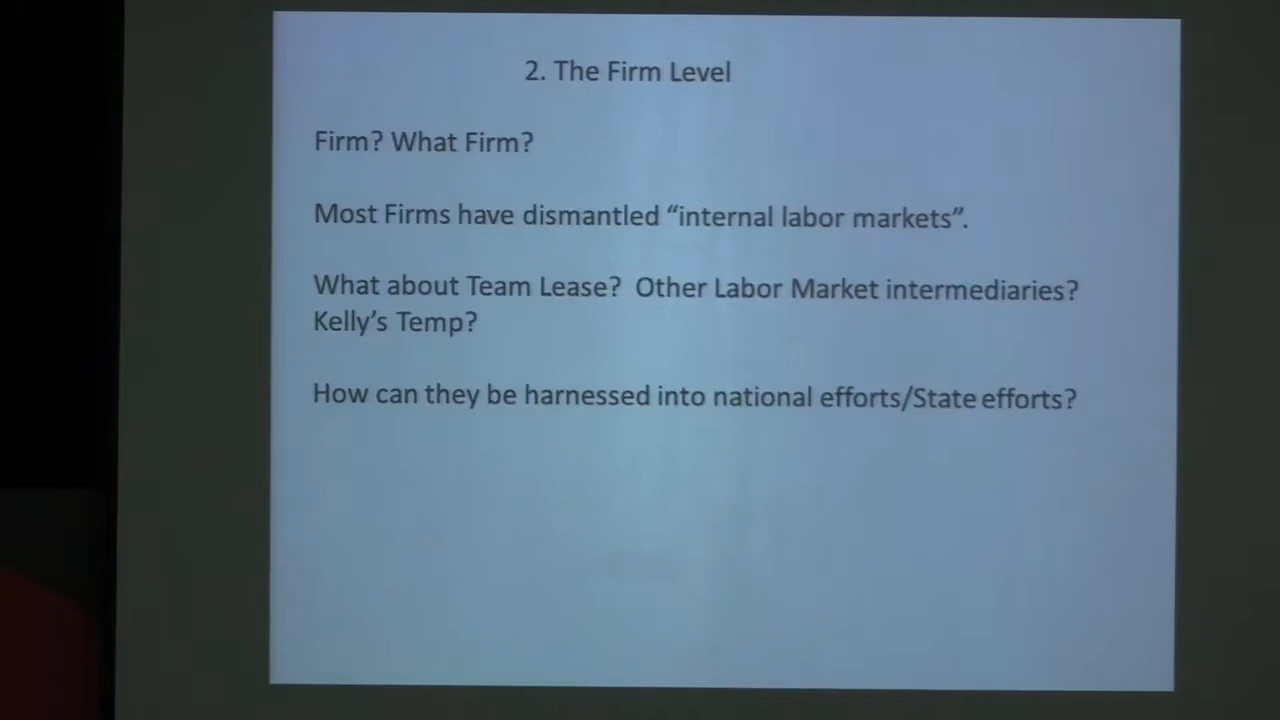 2. The Firm Level
Firm? What Firm?
Most Firms have dismantled “internal labor markets”.
What about Team Lease?  Other Labor Market intermediaries?
Kelly’s Temp?
How can they be harnessed into national efforts/State efforts?